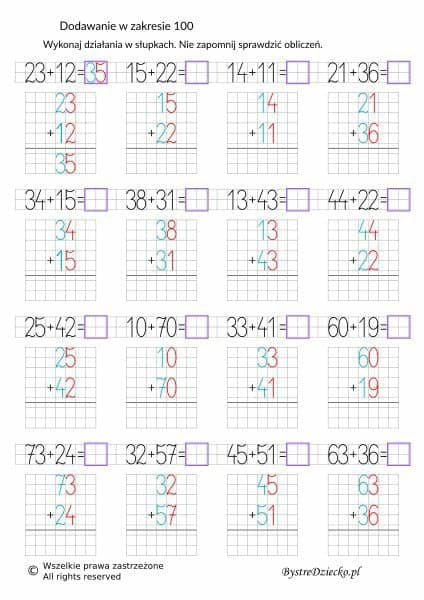 Dodawanie w zakresie 100
Wykonaj działania w słupkach. Nie zapomnij sprawdzić obliczeń.
23+12=35 15+22= 14+11= 21+36=
23 15 14 21
+12 +22 +11 +36
35
34+15= 38+31= 13+43= 44+22=
34 38 13 44
+15 +31 +43 +22
25+42= 10+70= 33+41= 60+19=
25 10 33 60
+42 +70 +41 +19
73+24= 32+57= 45+51= 63+36=
73 32 45 63
+24 +57 +51 +36
© Wszelkie prawa zastrzeżone
All rights reserved
BystreDziecko.pl